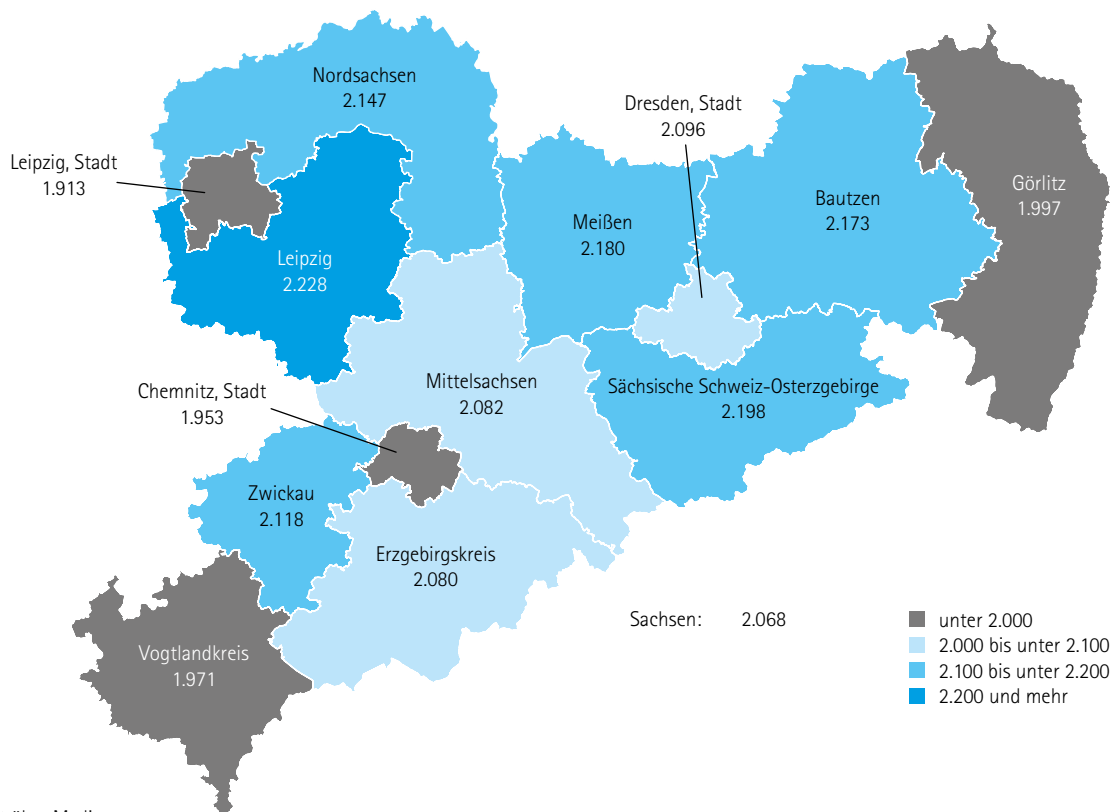 Nordsachsen
2.147
Dresden, Stadt
2.096
Leipzig, Stadt
1.913
Görlitz
1.997
Bautzen
2.173
Meißen
2.180
Leipzig
2.228
Mittelsachsen
2.082
Sächsische Schweiz-Osterzgebirge
2.198
Chemnitz, Stadt
1.953
Zwickau
2.118
Erzgebirgskreis
2.080
Vogtlandkreis
1.971
Sachsen: 2.068
unter 2.000
2.000 bis unter 2.100
2.100 bis unter 2.200
2.200 und mehr